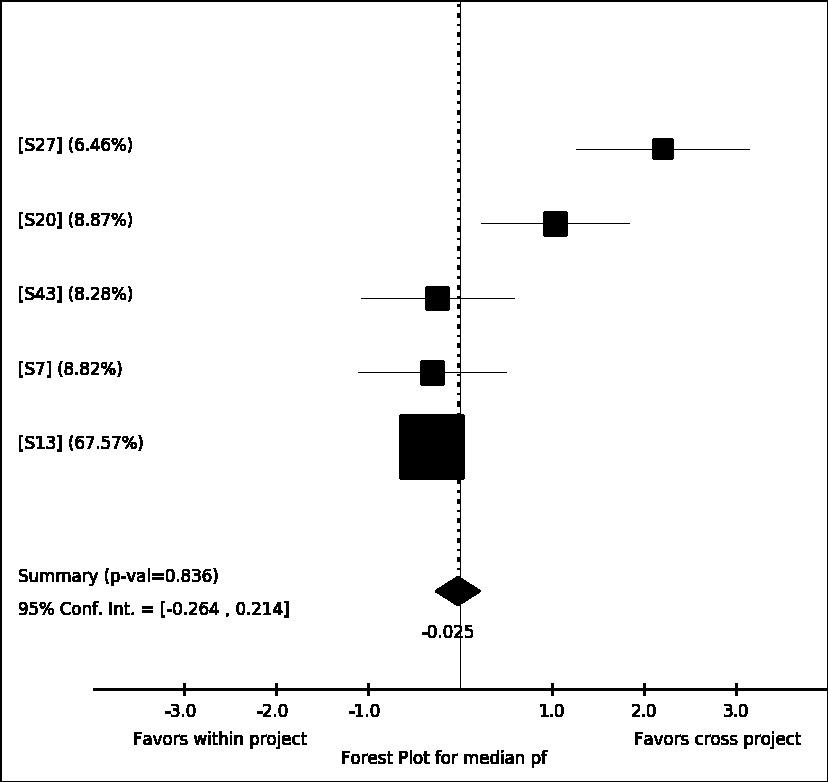 [S27] (6.46%)
[S20] (8.87%)
[S43] (8.28%)
[S7] (8.82%)
[S13] (67.57%)
Summary (p-val=0.836)
95% Conf. Int. = [-0.264 , 0.214]
-0.025
-3.0 -2.0 -1.0 1.0 2.0 3.0
Favors within project Favors cross project
Forest Plot for median pf